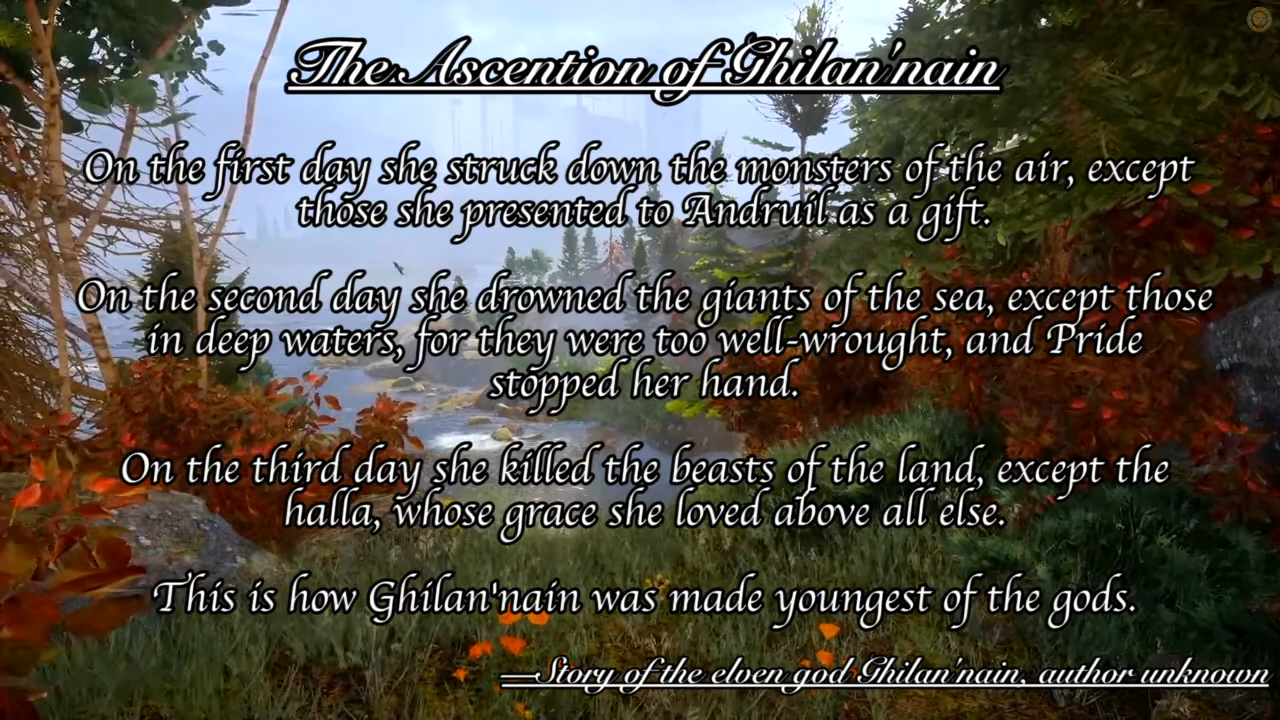 The Ascention of Ghilan'nain
On the first day she struck down the monsters of the air, except
those she presented to Andruil as a gift.
On the second day she drowned the giants of the sea, except those
in deep waters, for they were too well-wrought, and Pride
stopped her hand.
On the third day she killed the beasts of the land, except the
halla, whose grace she loved above all else.
This is how Ghilan'nain was made youngest of the gods.
—Story of the elven god Ghilan'nain, author unknown